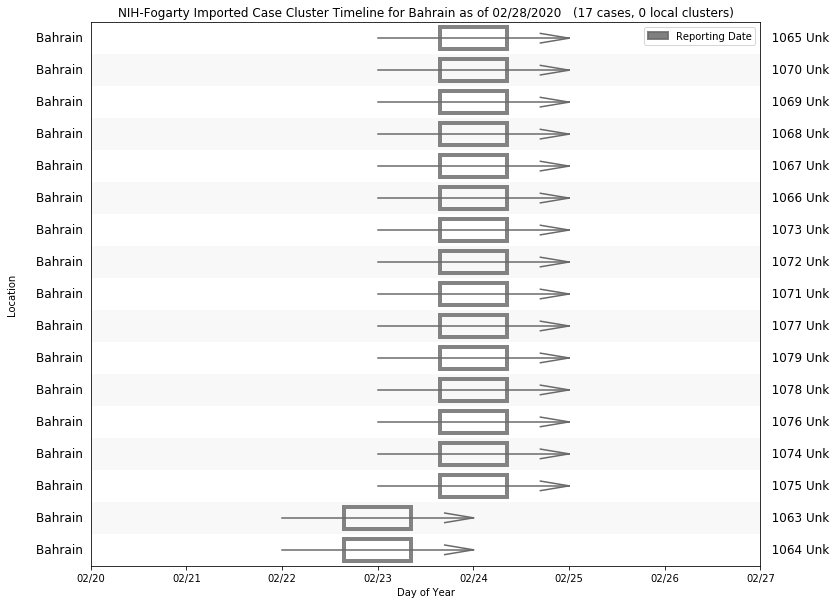 NIH-Fogarty Imported Case Cluster Timeline for Bahrain as of 02/28/2020   (17 cases, 0 local clusters)
Reporting Date
Bahrain 1065 Unk
Bahrain 1070 Unk
Bahrain 1069 Unk
Bahrain 1068 Unk
Bahrain 1067 Unk
Bahrain 1066 Unk
Bahrain 1073 Unk
Bahrain 1072 Unk
Bahrain 1071 Unk
Bahrain 1077 Unk
Bahrain 1079 Unk
Bahrain 1078 Unk
Bahrain 1076 Unk
Bahrain 1074 Unk
Bahrain 1075 Unk
Bahrain 1063 Unk
Bahrain 1064 Unk
Location
02/20 02/21 02/22 02/23 02/24 02/25 02/26 02/27
Day of Year